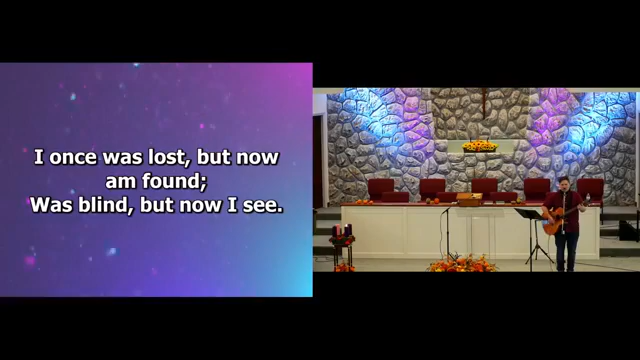 I once was lost, but now
am found;
Was blind, but now I see.